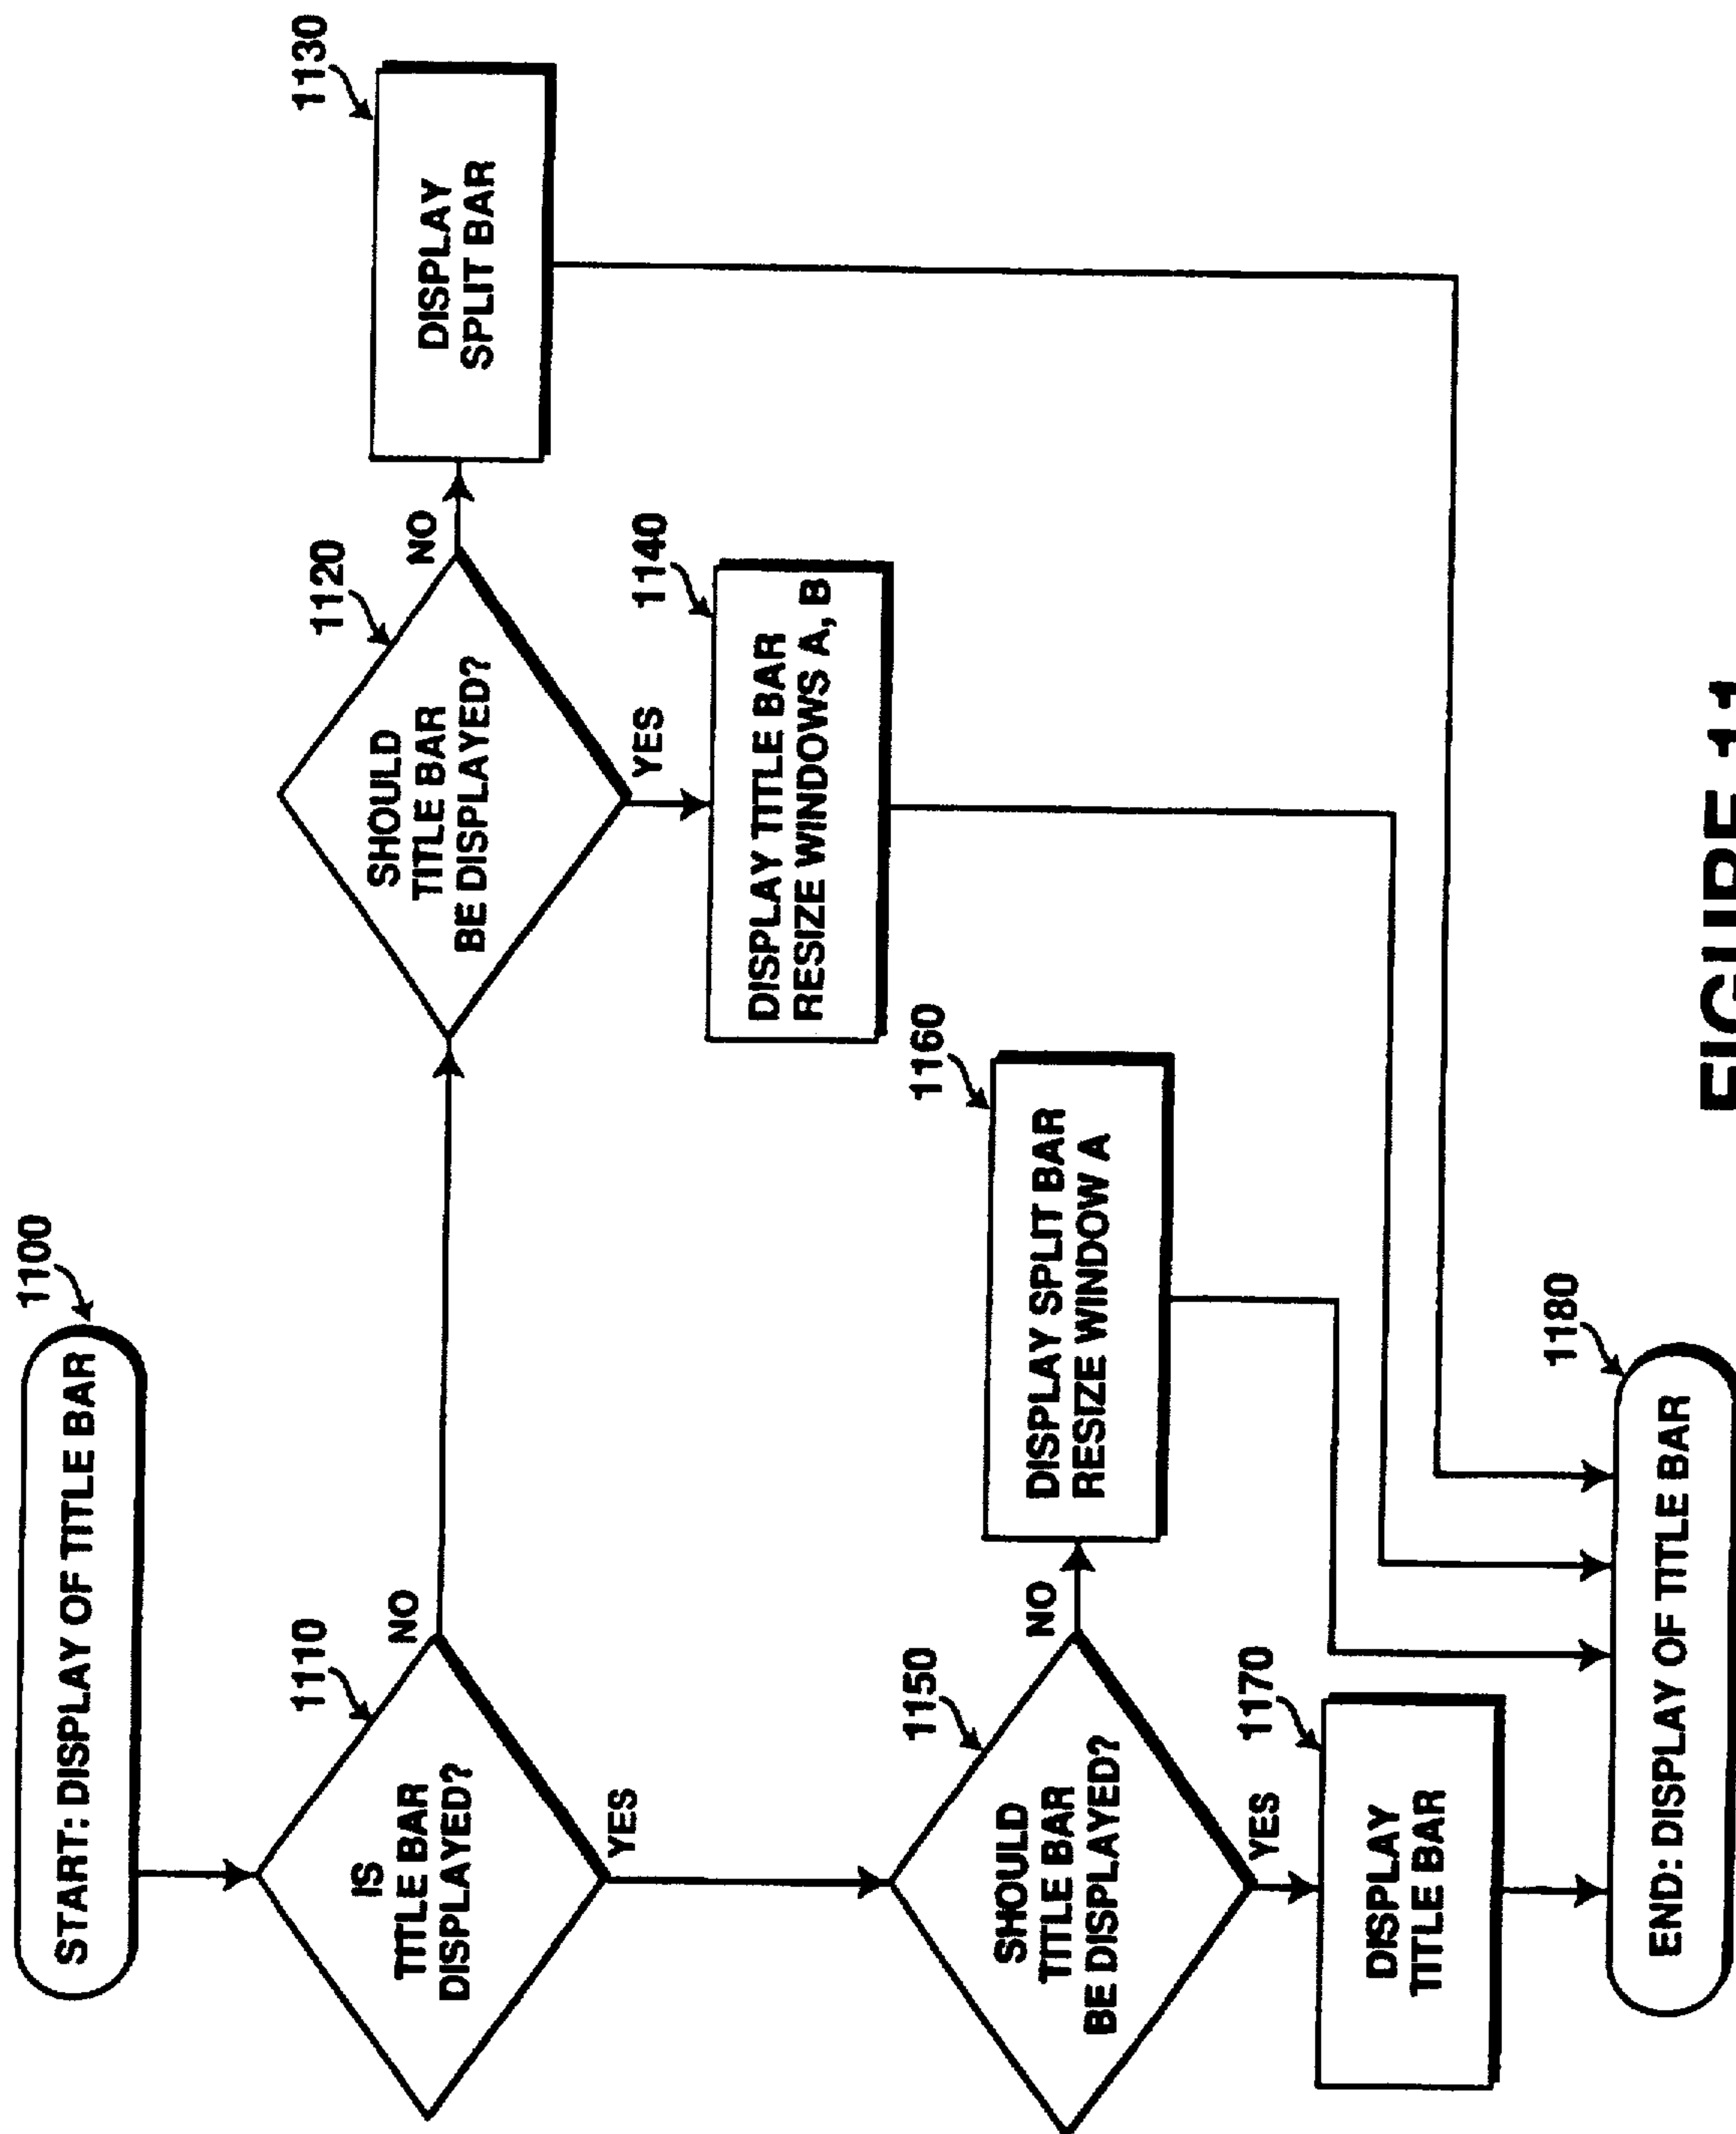 1100
START: DISPLAY OF TITLE BAR
1110
IS
TITLE BAR
DISPLAYED?
NO
YES
1120
SHOULD
TITLE BAR
BE DISPLAYED?
NO
YES
1130
DISPLAY
SPLIT BAR
1140
DISPLAY TITLE BAR
RESIZE WINDOWS A, B
1150
SHOULD
TITLE BAR
BE DISPLAYED?
NO
YES
1160
DISPLAY SPLIT BAR
RESIZE WINDOW A
1170
DISPLAY
TITLE BAR
1180
END: DISPLAY OF TITLE BAR
FIGURE 11